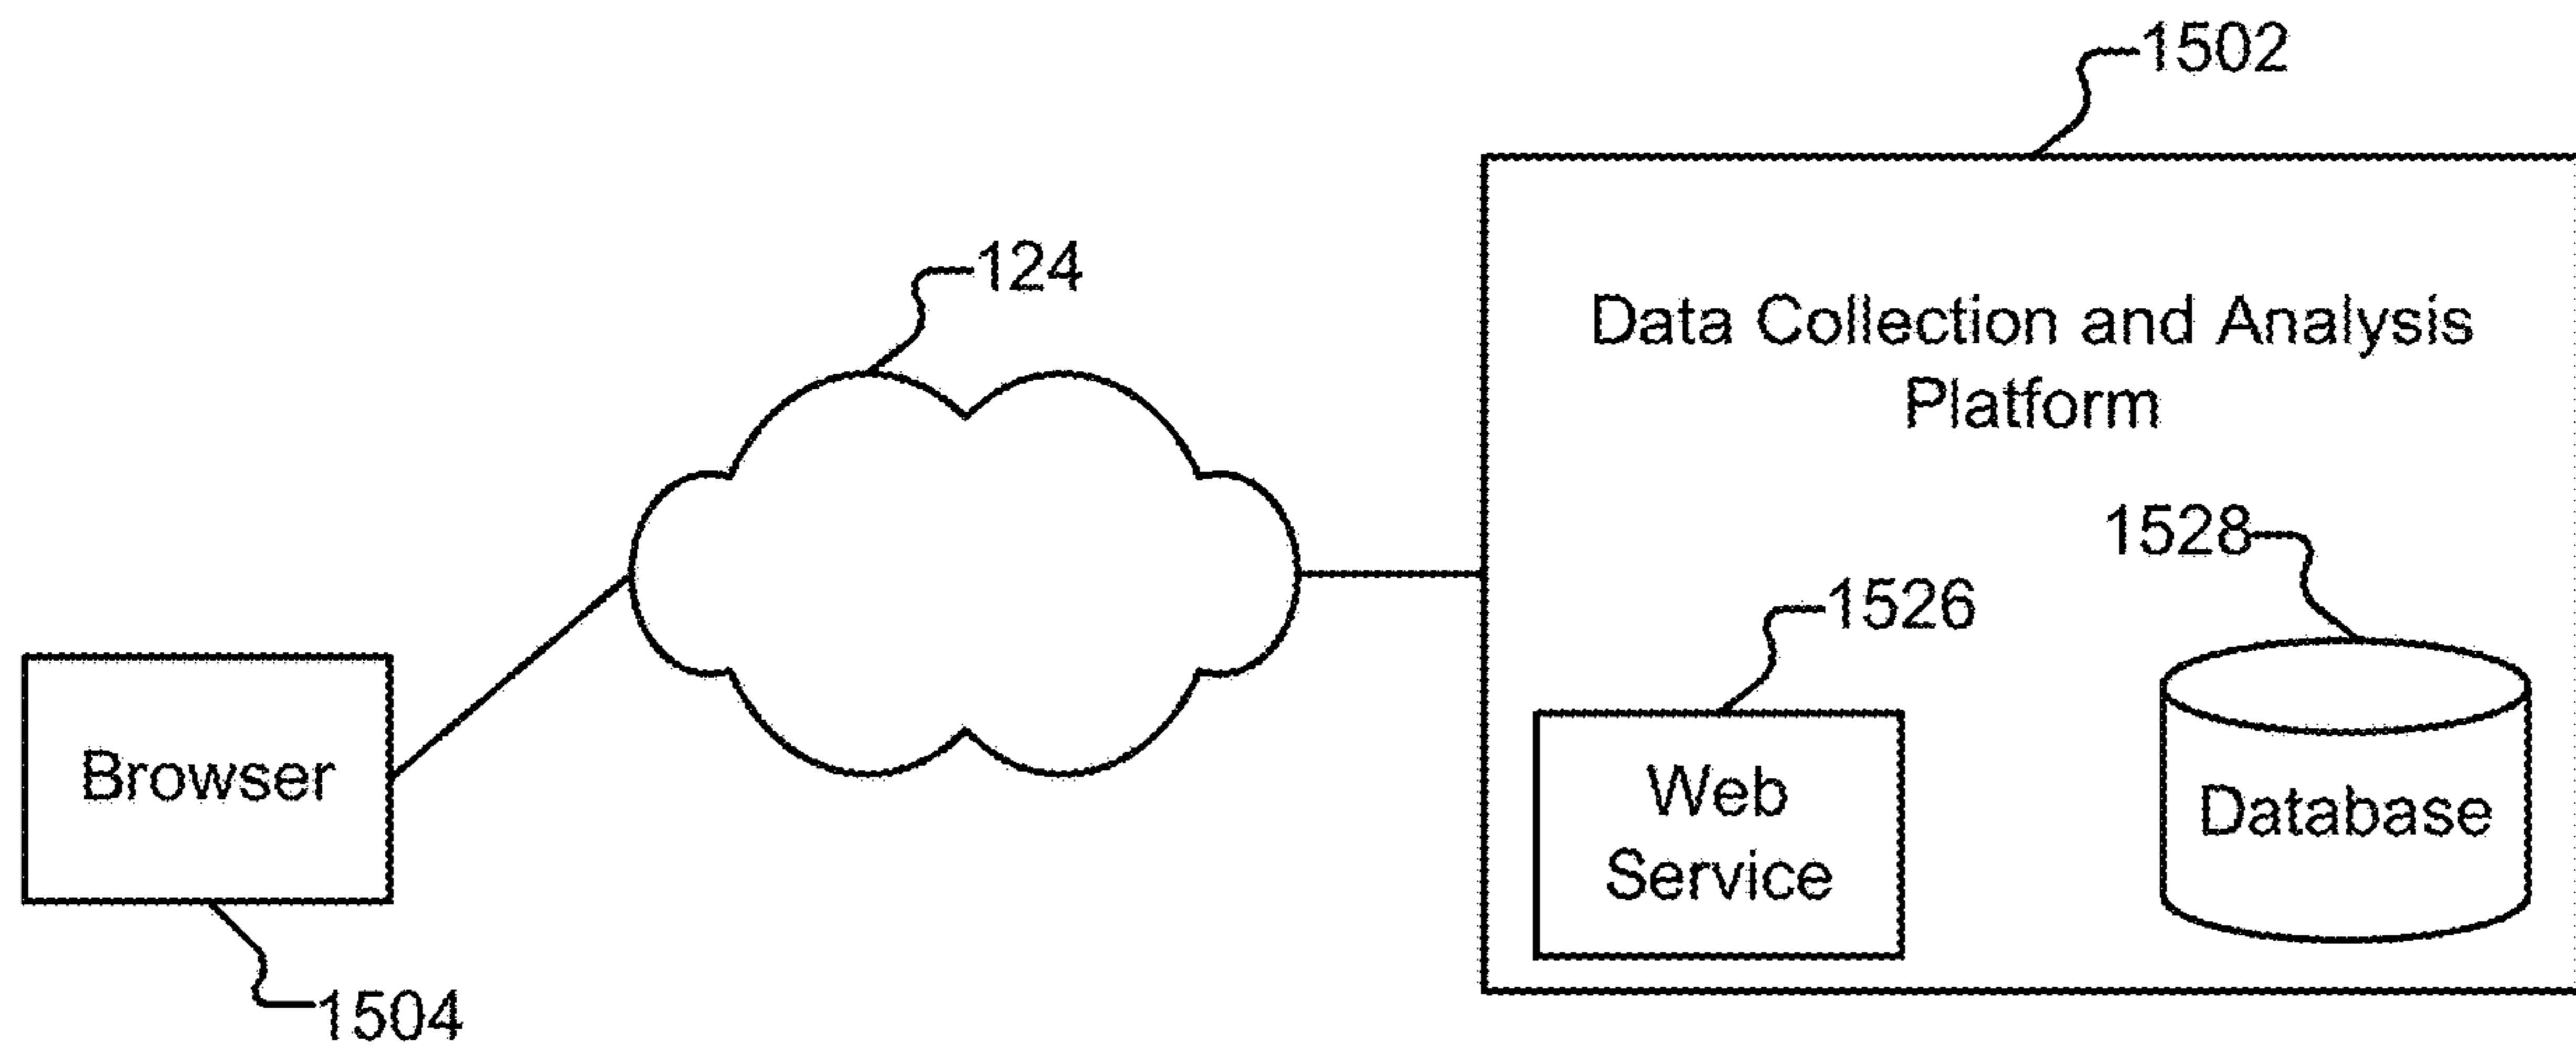 1502
124
Data Collection and Analysis
Platform
1528
1526
Browser
Web
Service
Database
1504